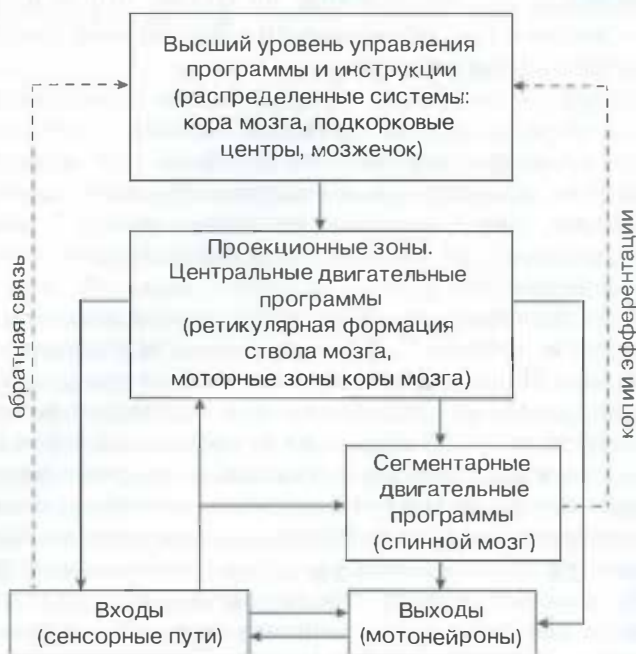 Высший уровень управления
программы и инструкции
(распределенные системы:
кора мозга, подкорковые
центры, мозжечок)
Проекционные зоны.
Центральные двигательные
программы
(ретикулярная формация
ствола мозга,
моторные зоны коры мозга)
обратная связь
копии эфферентации
Сегментарные
двигательные
программы
(спинной мозг)
Входы
(сенсорные пути)
Выходы
(мотонейроны)